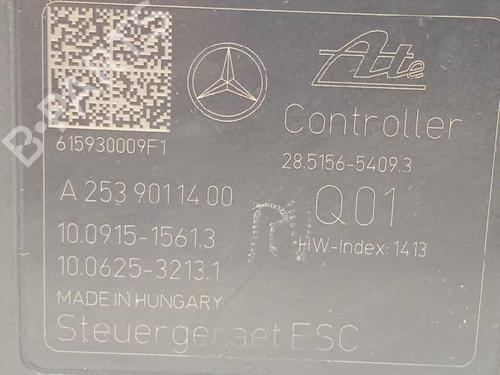 Ate
Controller
615930009F1
28.5156-5409.3
A 253 901 14 00
Q01
10.0915-1561.3
HW-Index: 1413
10.0625-3213.1
MADE IN HUNGARY
Steuergeraet ESC
B-PARTS